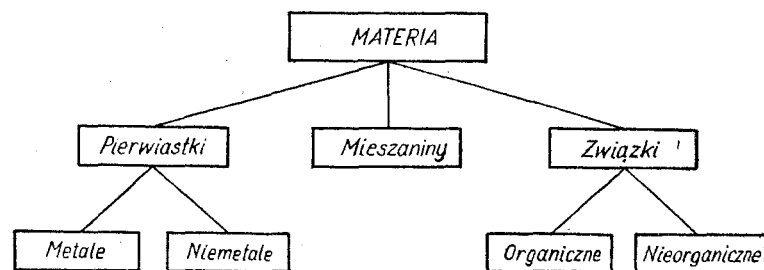 MATERIA
Pierwiastki
Mieszaniny
Związki
Metale
Niemetale
Organiczne
Nieorganiczne